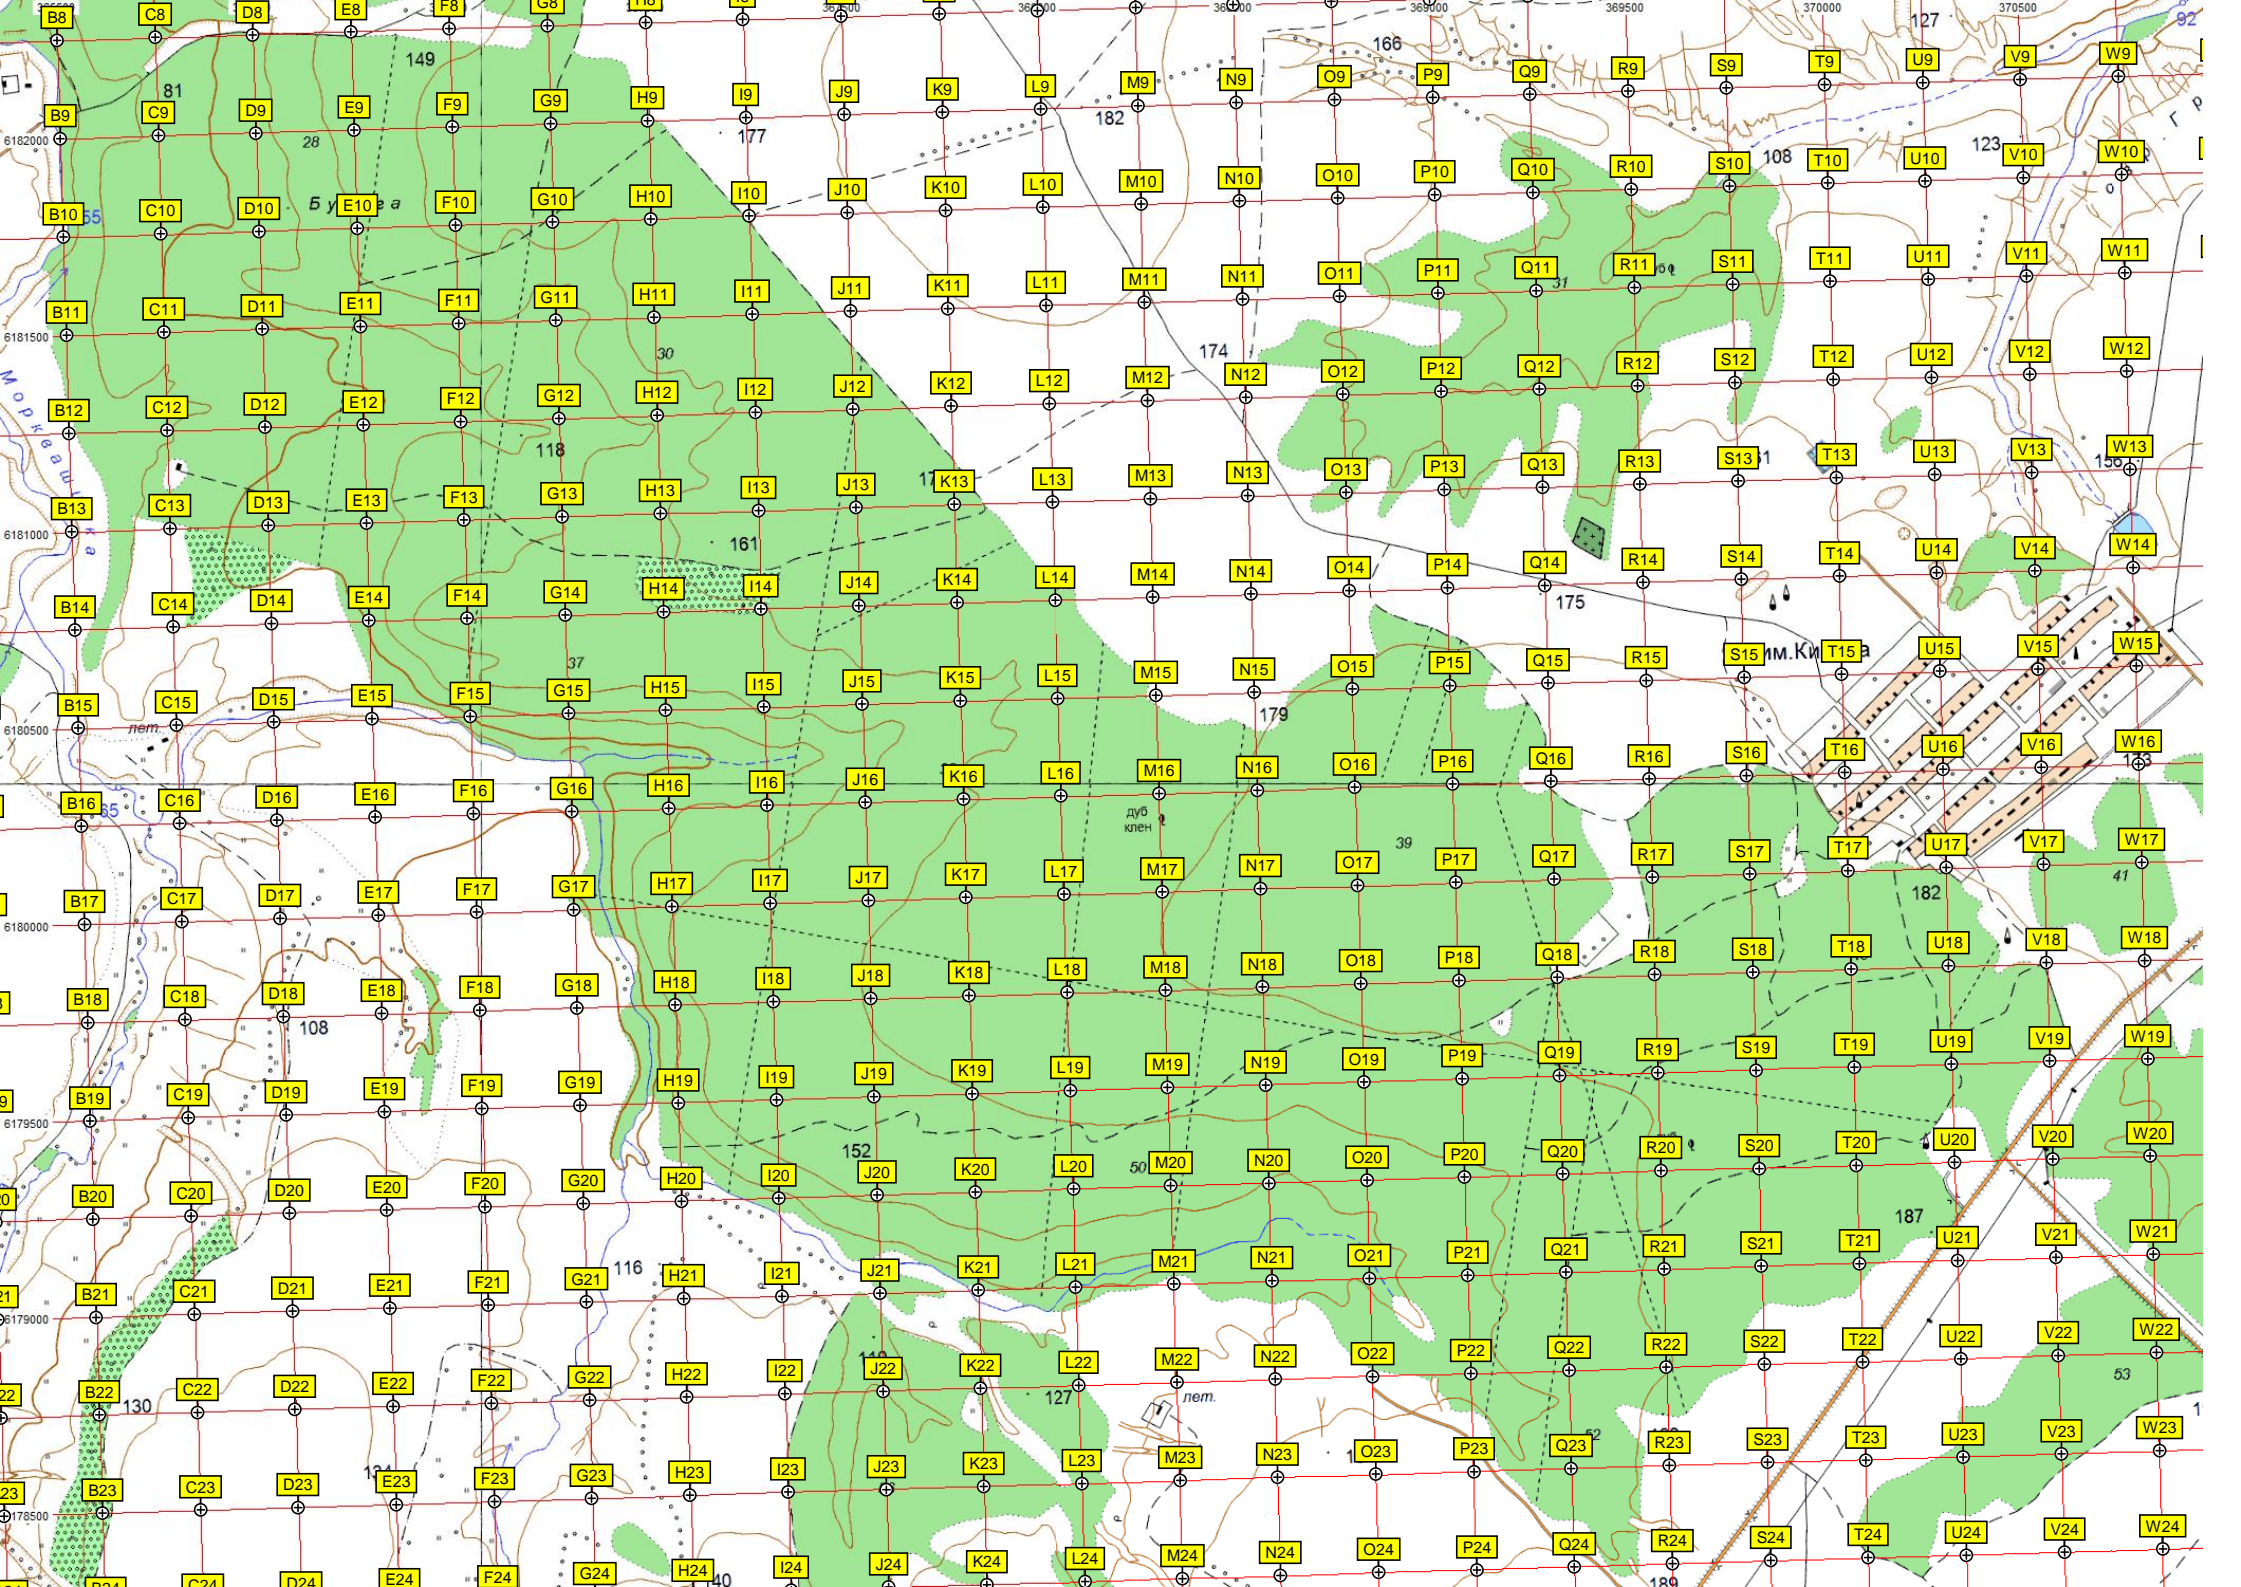 B8 C8 D8 E8 F8 G8 H8 369000 369500 370000 127 370500 92
149 166
B9 C9 D9 E9 F9 G9 H9 I9 J9 K9 L9 M9 N9 O9 P9 Q9 R9 S9 T9 U9 V9 W9
81 28 177 182 108 123
6182000
B10 C10 D10 E10 F10 G10 H10 I10 J10 K10 L10 M10 N10 O10 P10 Q10 R10 S10 T10 U10 V10 W10
B11 C11 D11 E11 F11 G11 H11 I11 J11 K11 L11 M11 N11 O11 P11 Q11 R11 S11 T11 U11 V11 W11
31
6181500
30 174
Морквашка
B12 C12 D12 E12 F12 G12 H12 I12 J12 K12 L12 M12 N12 O12 P12 Q12 R12 S12 T12 U12 V12 W12
118
B13 C13 D13 E13 F13 G13 H13 I13 J13 K13 L13 M13 N13 O13 P13 Q13 R13 S13 T13 U13 V13 W13
6181000
161
B14 C14 D14 E14 F14 G14 H14 I14 J14 K14 L14 M14 N14 O14 P14 Q14 R14 S14 T14 U14 V14 W14
175
37
B15 C15 D15 E15 F15 G15 H15 I15 J15 K15 L15 M15 N15 O15 P15 Q15 R15 S15 T15 U15 V15 W15
6180500
лет. 179
B16 C16 D16 E16 F16 G16 H16 I16 J16 K16 L16 M16 N16 O16 P16 Q16 R16 S16 T16 U16 V16 W16
дуб
клен
39
B17 C17 D17 E17 F17 G17 H17 I17 J17 K17 L17 M17 N17 O17 P17 Q17 R17 S17 T17 U17 V17 W17
41
182
6180000
B18 C18 D18 E18 F18 G18 H18 I18 J18 K18 L18 M18 N18 O18 P18 Q18 R18 S18 T18 U18 V18 W18
108
B19 C19 D19 E19 F19 G19 H19 I19 J19 K19 L19 M19 N19 O19 P19 Q19 R19 S19 T19 U19 V19 W19
6179500
152 50
B20 C20 D20 E20 F20 G20 H20 I20 J20 K20 L20 M20 N20 O20 P20 Q20 R20 S20 T20 U20 V20 W20
187
116
B21 C21 D21 E21 F21 G21 H21 I21 J21 K21 L21 M21 N21 O21 P21 Q21 R21 S21 T21 U21 V21 W21
6179000
B22 C22 D22 E22 F22 G22 H22 I22 J22 K22 L22 M22 N22 O22 P22 Q22 R22 S22 T22 U22 V22 W22
130 127 лет. 53
B23 C23 D23 E23 F23 G23 H23 I23 J23 K23 L23 M23 N23 O23 P23 Q23 R23 S23 T23 U23 V23 W23
C24 D24 E24 F24 G24 H24 I24 J24 K24 L24 M24 N24 O24 P24 Q24 R24 S24 T24 U24 V24 W24
189